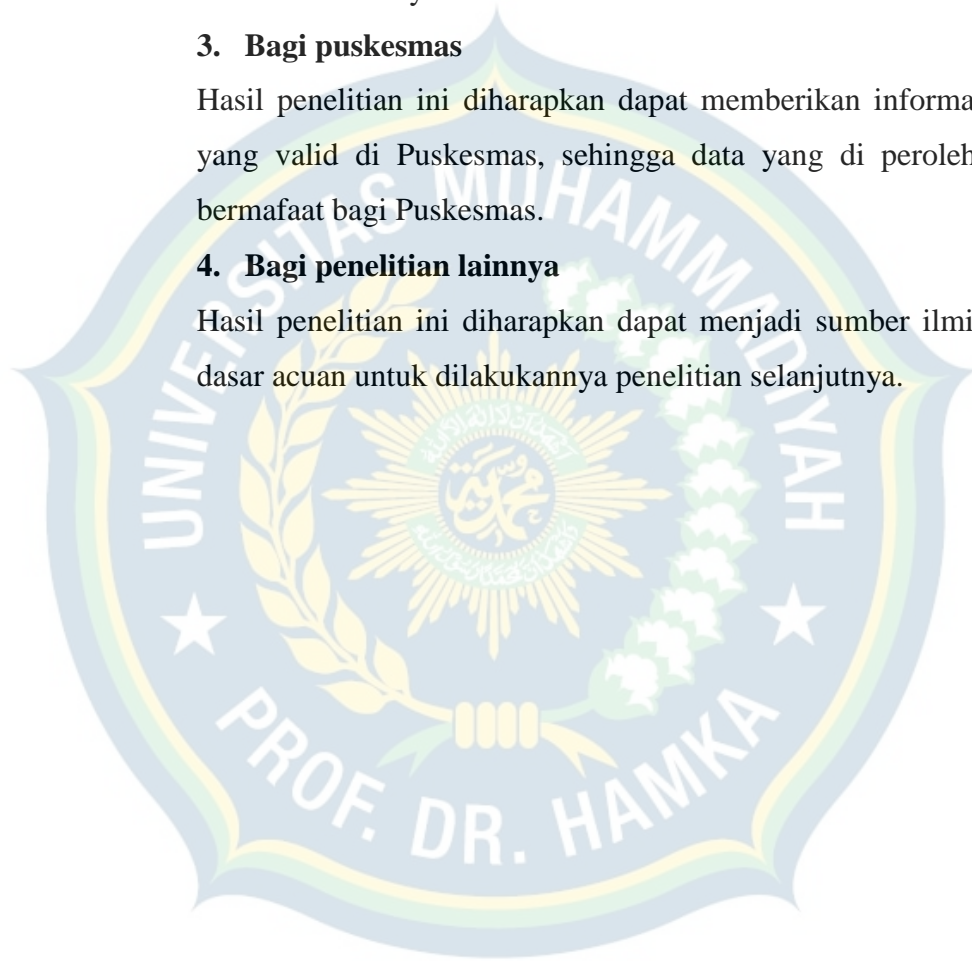 3. Bagi puskesmas
Hasil penelitian ini diharapkan dapat memberikan informa
yang valid di Puskesmas, sehingga data yang di peroleh
bermafaat bagi Puskesmas.
4. Bagi penelitian lainnya
Hasil penelitian ini diharapkan dapat menjadi sumber ilmi
dasar acuan untuk dilakukannya penelitian selanjutnya.
UNIVERSITAS MUHAMMADIYAH
PROF. DR. HAMKA